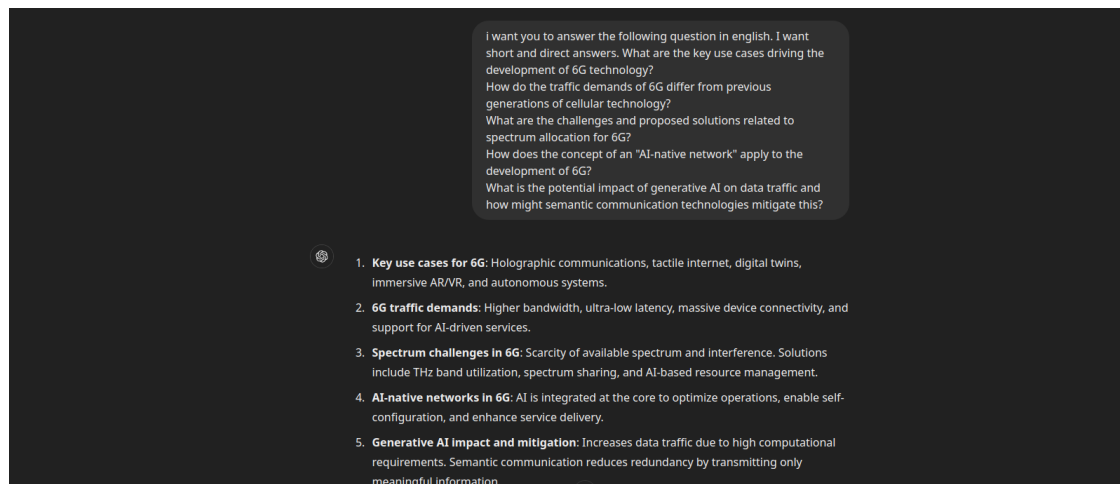 i want you to answer the following question in english. I want
short and direct answers. What are the key use cases driving the
development of 6G technology?
How do the traffic demands of 6G differ from previous
generations of cellular technology?
What are the challenges and proposed solutions related to
spectrum allocation for 6G?
How does the concept of an "AI-native network" apply to the
development of 6G?
What is the potential impact of generative AI on data traffic and
how might semantic communication technologies mitigate this?
1. Key use cases for 6G: Holographic communications, tactile internet, digital twins,
immersive AR/VR, and autonomous systems.
2. 6G traffic demands: Higher bandwidth, ultra-low latency, massive device connectivity, and
support for AI-driven services.
3. Spectrum challenges in 6G: Scarcity of available spectrum and interference. Solutions
include THz band utilization, spectrum sharing, and AI-based resource management.
4. AI-native networks in 6G: AI is integrated at the core to optimize operations, enable self-
configuration, and enhance service delivery.
5. Generative AI impact and mitigation: Increases data traffic due to high computational
requirements. Semantic communication reduces redundancy by transmitting only
meaningful information.